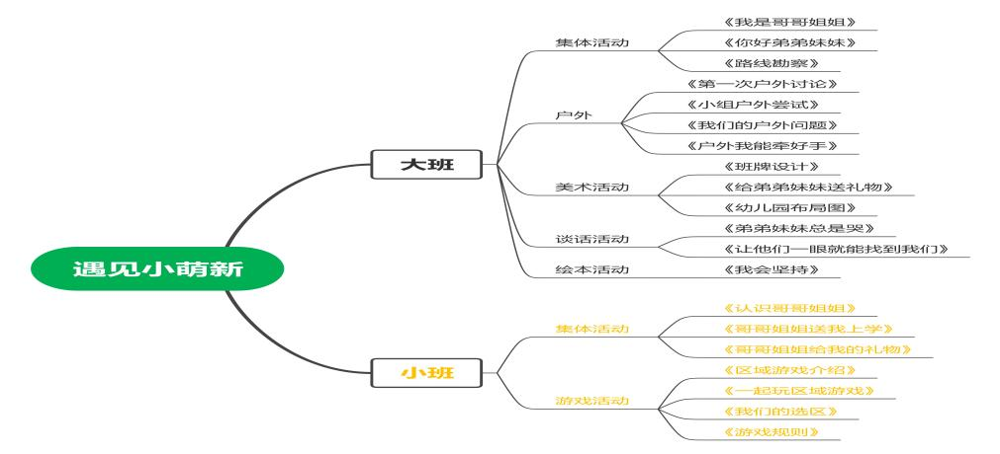 遇见小萌新
大班
集体活动
《我是哥哥姐姐》
《你好弟弟妹妹》
《路线勘察》
户外
《第一次户外讨论》
《小组户外尝试》
《我们的户外问题》
《户外我能牵好手》
美术活动
《班牌设计》
《给弟弟妹妹送礼物》
《幼儿园布局图》
谈话活动
《弟弟妹妹总是哭》
《让他们一眼就能找到我们》
绘本活动
《我会坚持》
小班
集体活动
《认识哥哥姐姐》
《哥哥姐姐送我上学》
《哥哥姐姐给我的礼物》
游戏活动
《区域游戏介绍》
《一起玩区域游戏》
《我们的选区》
《游戏规则》